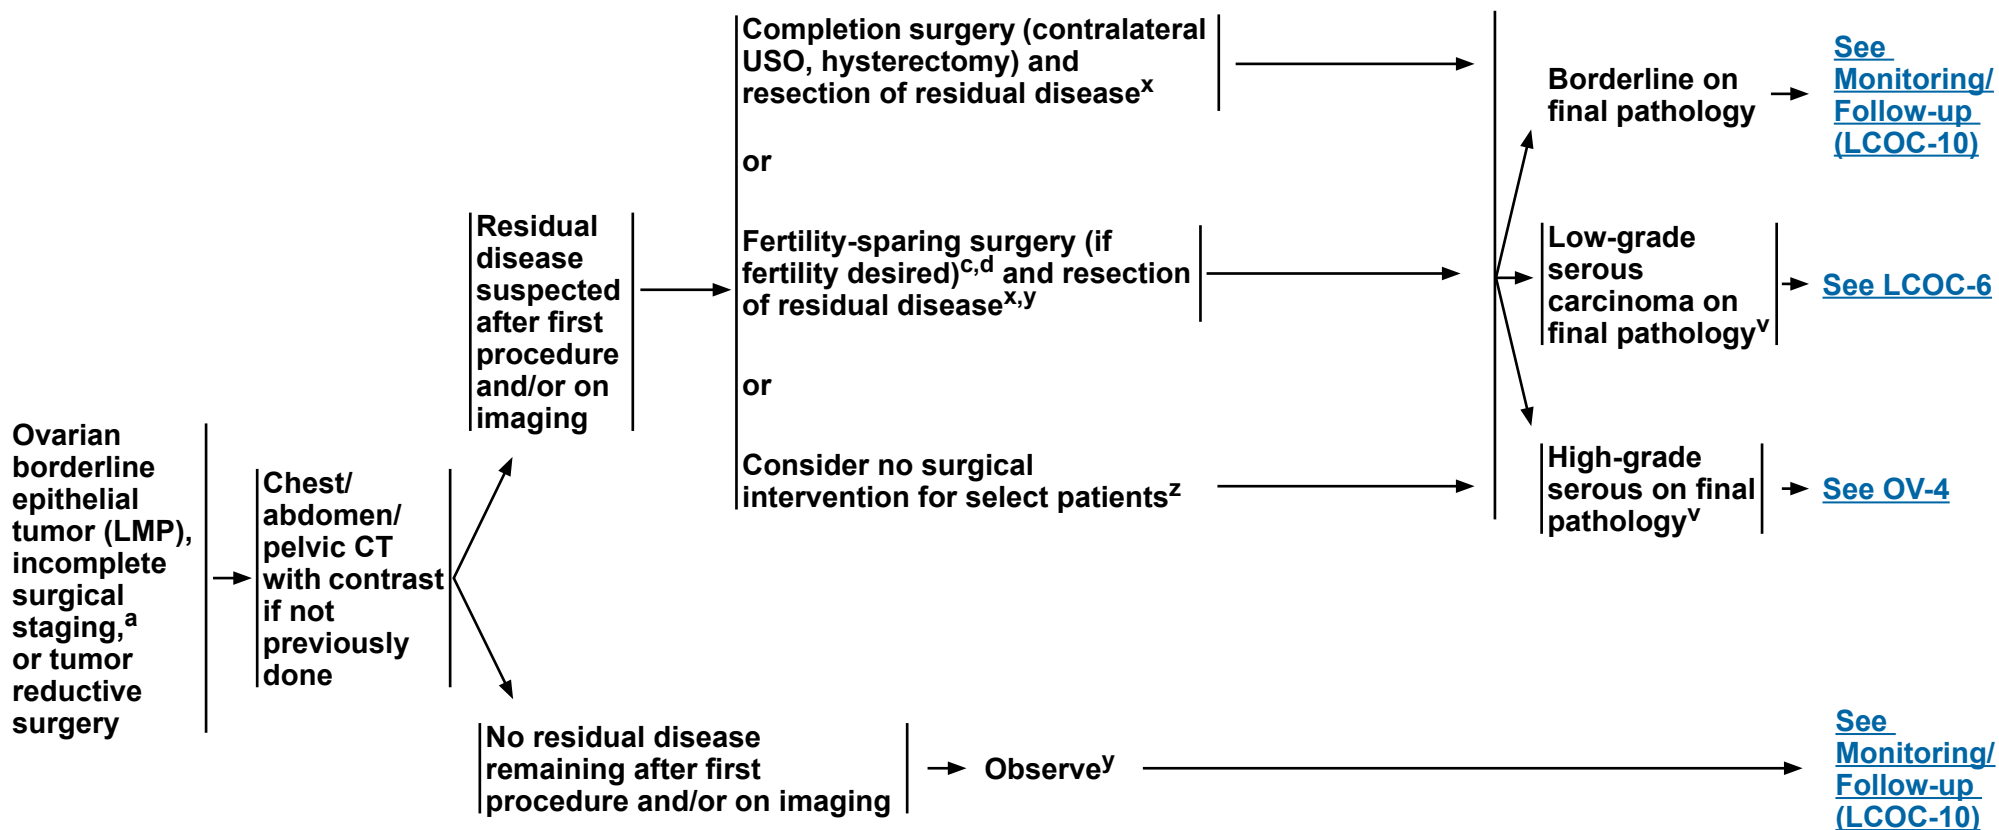 Ovarian
borderline
epithelial
tumor (LMP),
incomplete
surgical
staging,a
or tumor
reductive
surgery
Chest/
abdomen/
pelvic CT
with contrast
if not
previously
done
Residual
disease
suspected
after first
procedure
and/or on
imaging
Completion surgery (contralateral
USO, hysterectomy) and
resection of residual diseasex
or
Fertility-sparing surgery (if
fertility desired)c,d and resection
of residual diseasex,y
or
Consider no surgical
intervention for select patientsz
Borderline on
final pathology
See
Monitoring/
Follow-up
(LCOC-10)
Low-grade
serous
carcinoma on
final pathologyv
See LCOC-6
High-grade
serous on final
pathologyv
See OV-4
No residual disease
remaining after first
procedure and/or on imaging
Observey
See
Monitoring/
Follow-up
(LCOC-10)